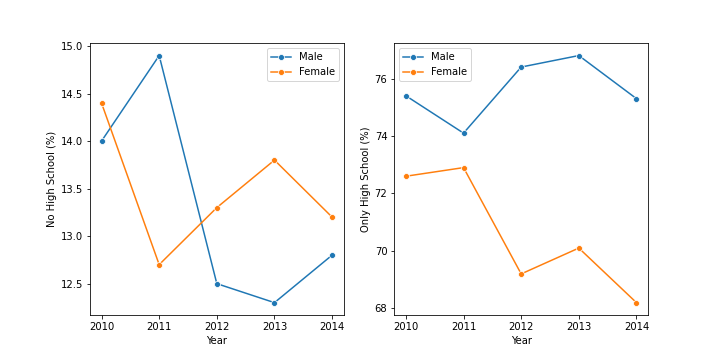 No High School (%)
15.0
14.5
14.0
13.5
13.0
12.5
2010 2011 2012 2013 2014
Year
Male
Female
Only High School (%)
76
74
72
70
68
2010 2011 2012 2013 2014
Year
Male
Female